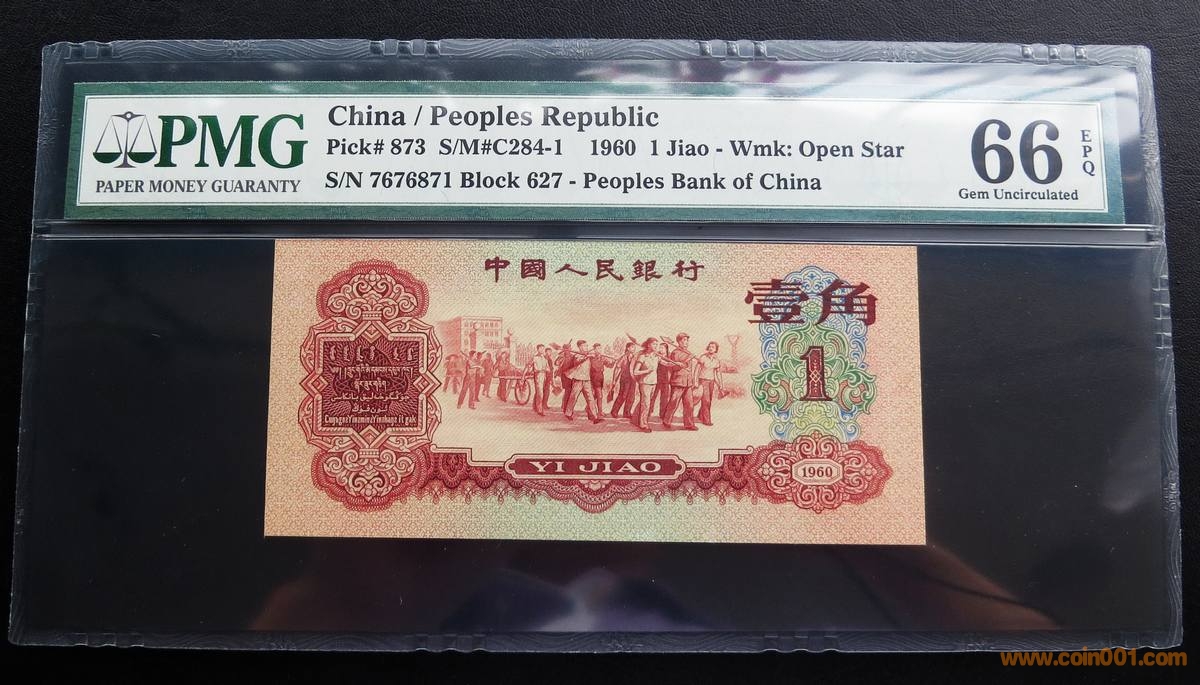 PMG
PAPER MONEY GUARANTY
China / Peoples Republic
Pick# 873 S/M#C284-1 1960 1 Jiao - Wmk: Open Star
S/N 7676871 Block 627 - Peoples Bank of China
66
EPQ
Gem Uncirculated
中國人民銀行
壹角
1
YI JIAO
1960
www.coin001.com